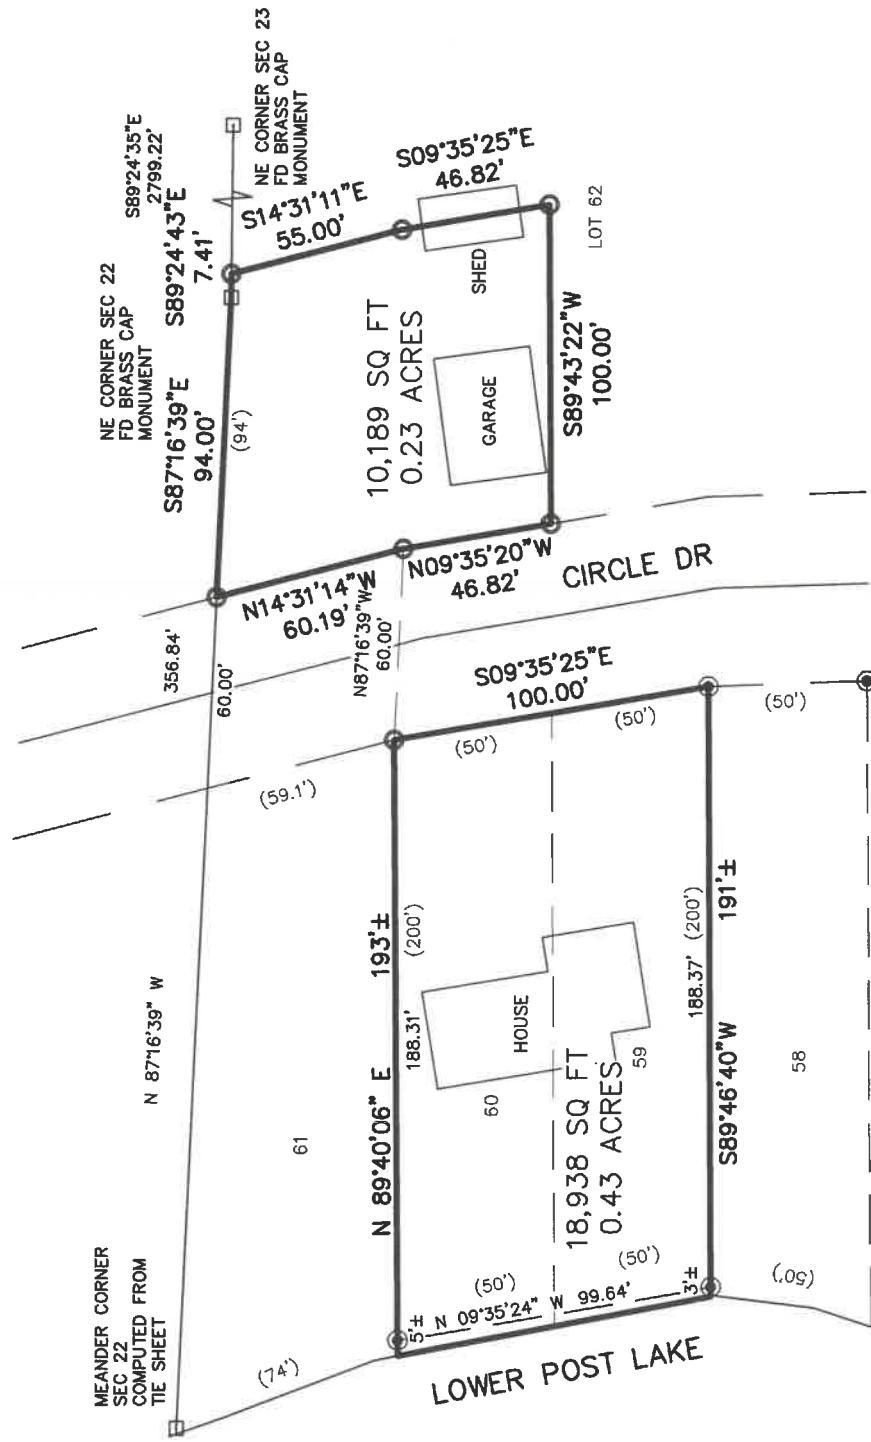 NE CORNER SEC 23
FD BRASS CAP
MONUMENT
S89°24'35"E
2799.22'
NE CORNER SEC 22
FD BRASS CAP
MONUMENT
S89°24'43"E
7.41'
S87°16'39"E
94.00'
(94')
S14°31'11"E
55.00'
S09°35'25"E
46.82'
SHED
LOT 62
10,189 SQ FT
0.23 ACRES
GARAGE
S89°43'22"W
100.00'
N14°31'14"W
60.19'
N09°35'20"W
46.82'
CIRCLE DR
356.84'
60.00'
N87°16'39"W
60.00'
S09°35'25"E
100.00'
(50')
(50')
(50')
(59.1')
N 87°16'39" W
61
N 89°40'06" E 193'±
188.31' (200')
HOUSE
60
59
18,938 SQ FT
0.43 ACRES
188.37' (200')
S89°46'40"W 191'±
58
MEANDER CORNER
SEC 22
COMPUTED FROM
TIE SHEET
(74')
5'±
N 09°35'24" W 99.64'
3'±
(50')
(50')
(50')
LOWER POST LAKE